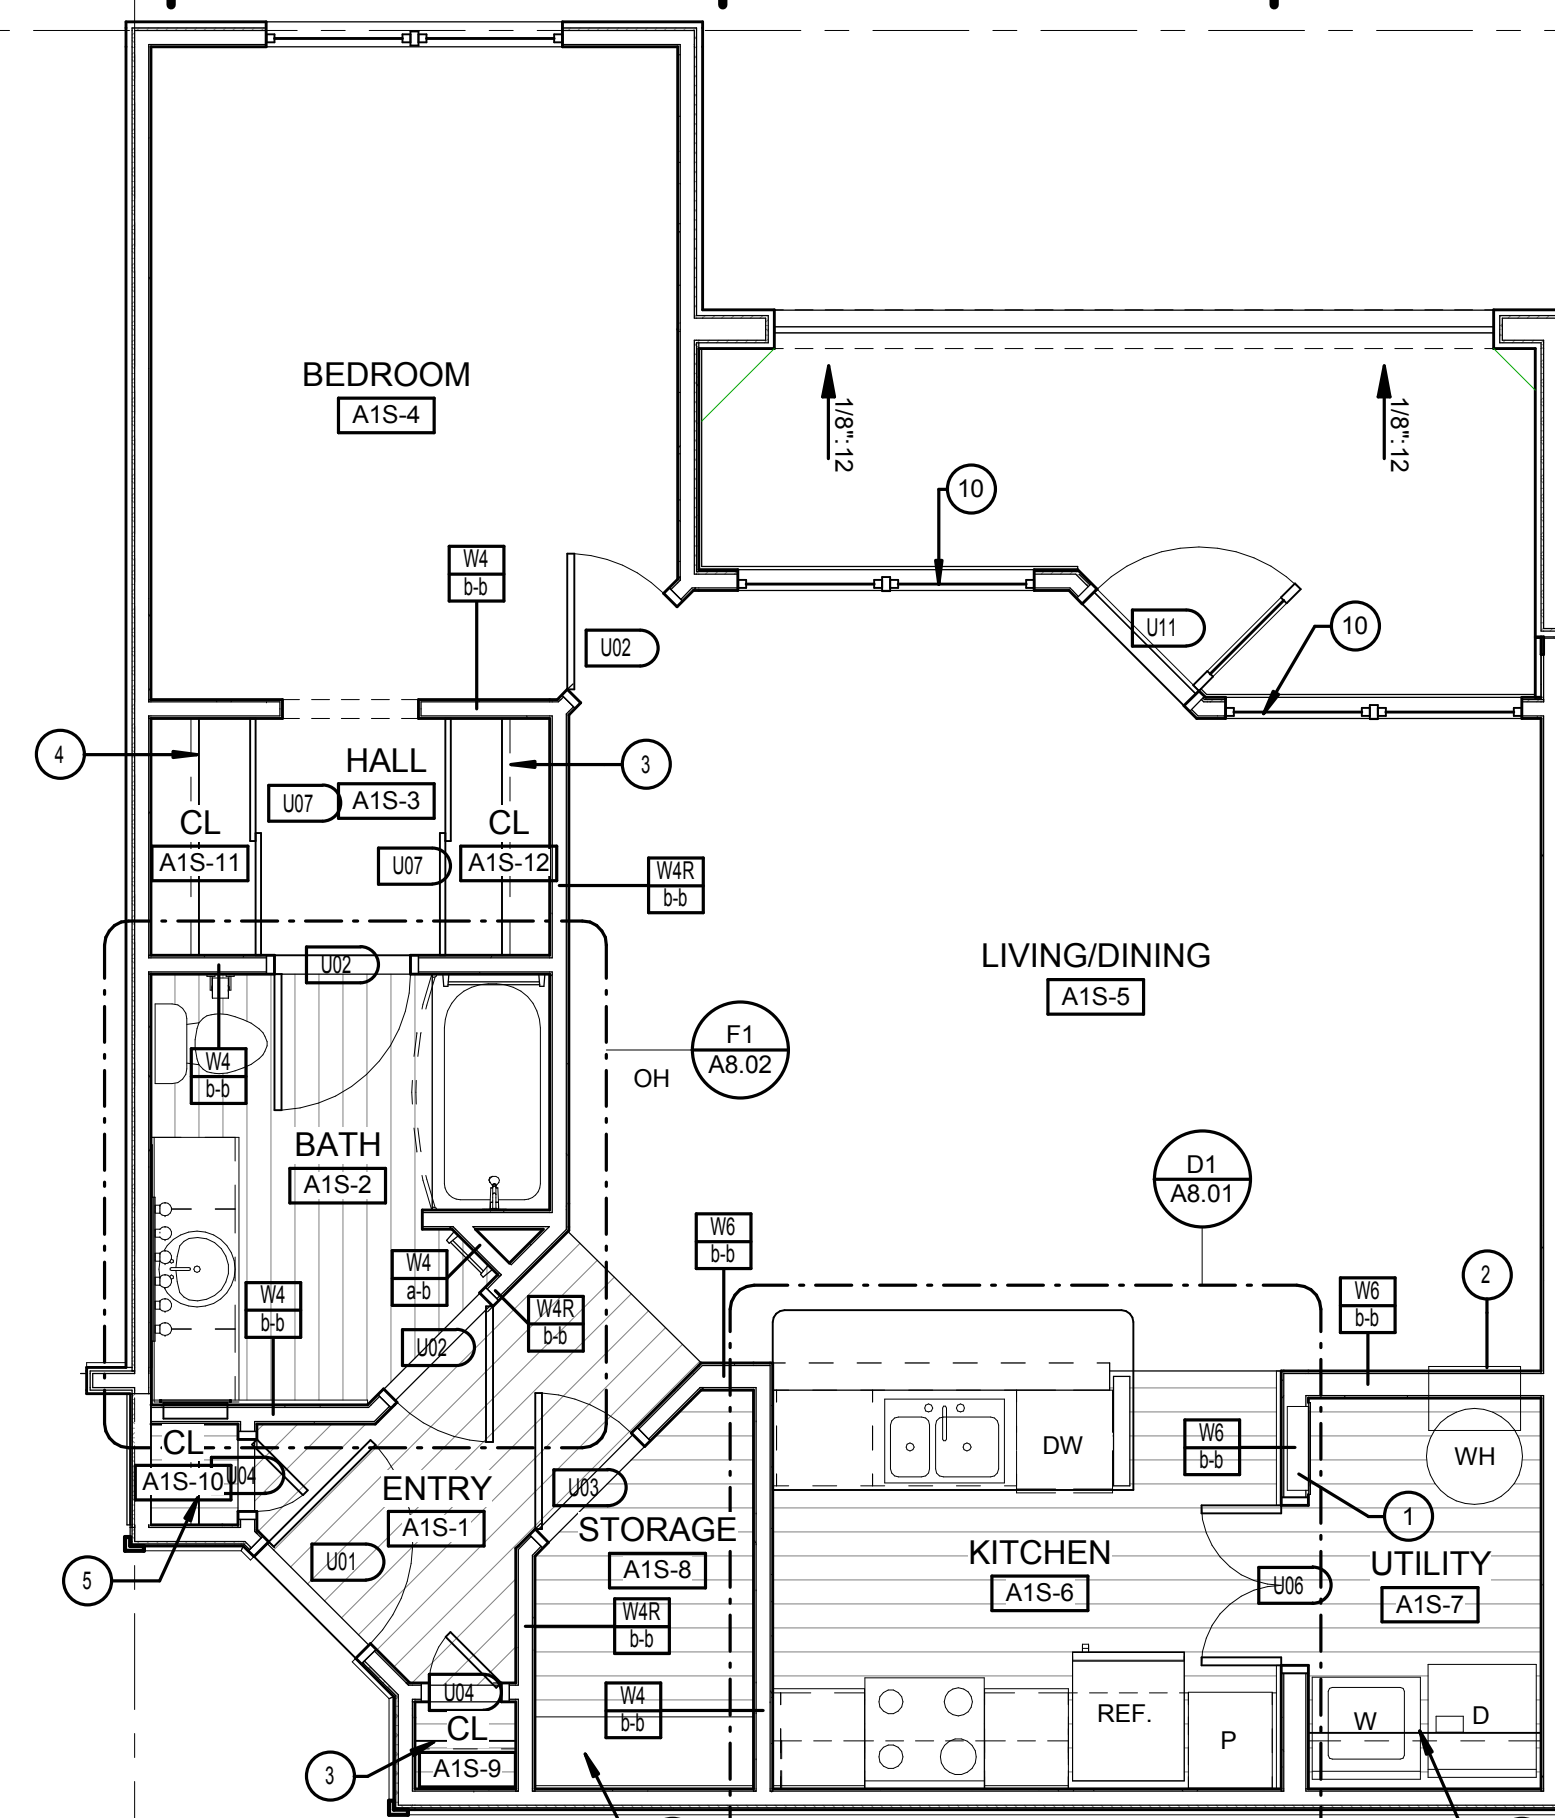 BEDROOM
A1S-4
1/8":12
1/8":12
10
W4
b-b
U02
U11
10
4
HALL
A1S-3
U07
3
CL
A1S-11
U07
CL
A1S-12
W4R
b-b
U02
LIVING/DINING
A1S-5
F1
A8.02
OH
W4
b-b
BATH
A1S-2
D1
A8.01
W6
b-b
W4
a-b
2
W4
b-b
W4R
b-b
W6
b-b
U02
CL
A1S-10
U04
ENTRY
A1S-1
U03
DW
W6
b-b
WH
1
STORAGE
A1S-8
5
U01
KITCHEN
A1S-6
U06
UTILITY
A1S-7
W4R
b-b
U04
W4
b-b
CL
A1S-9
3
REF.
P
W
D